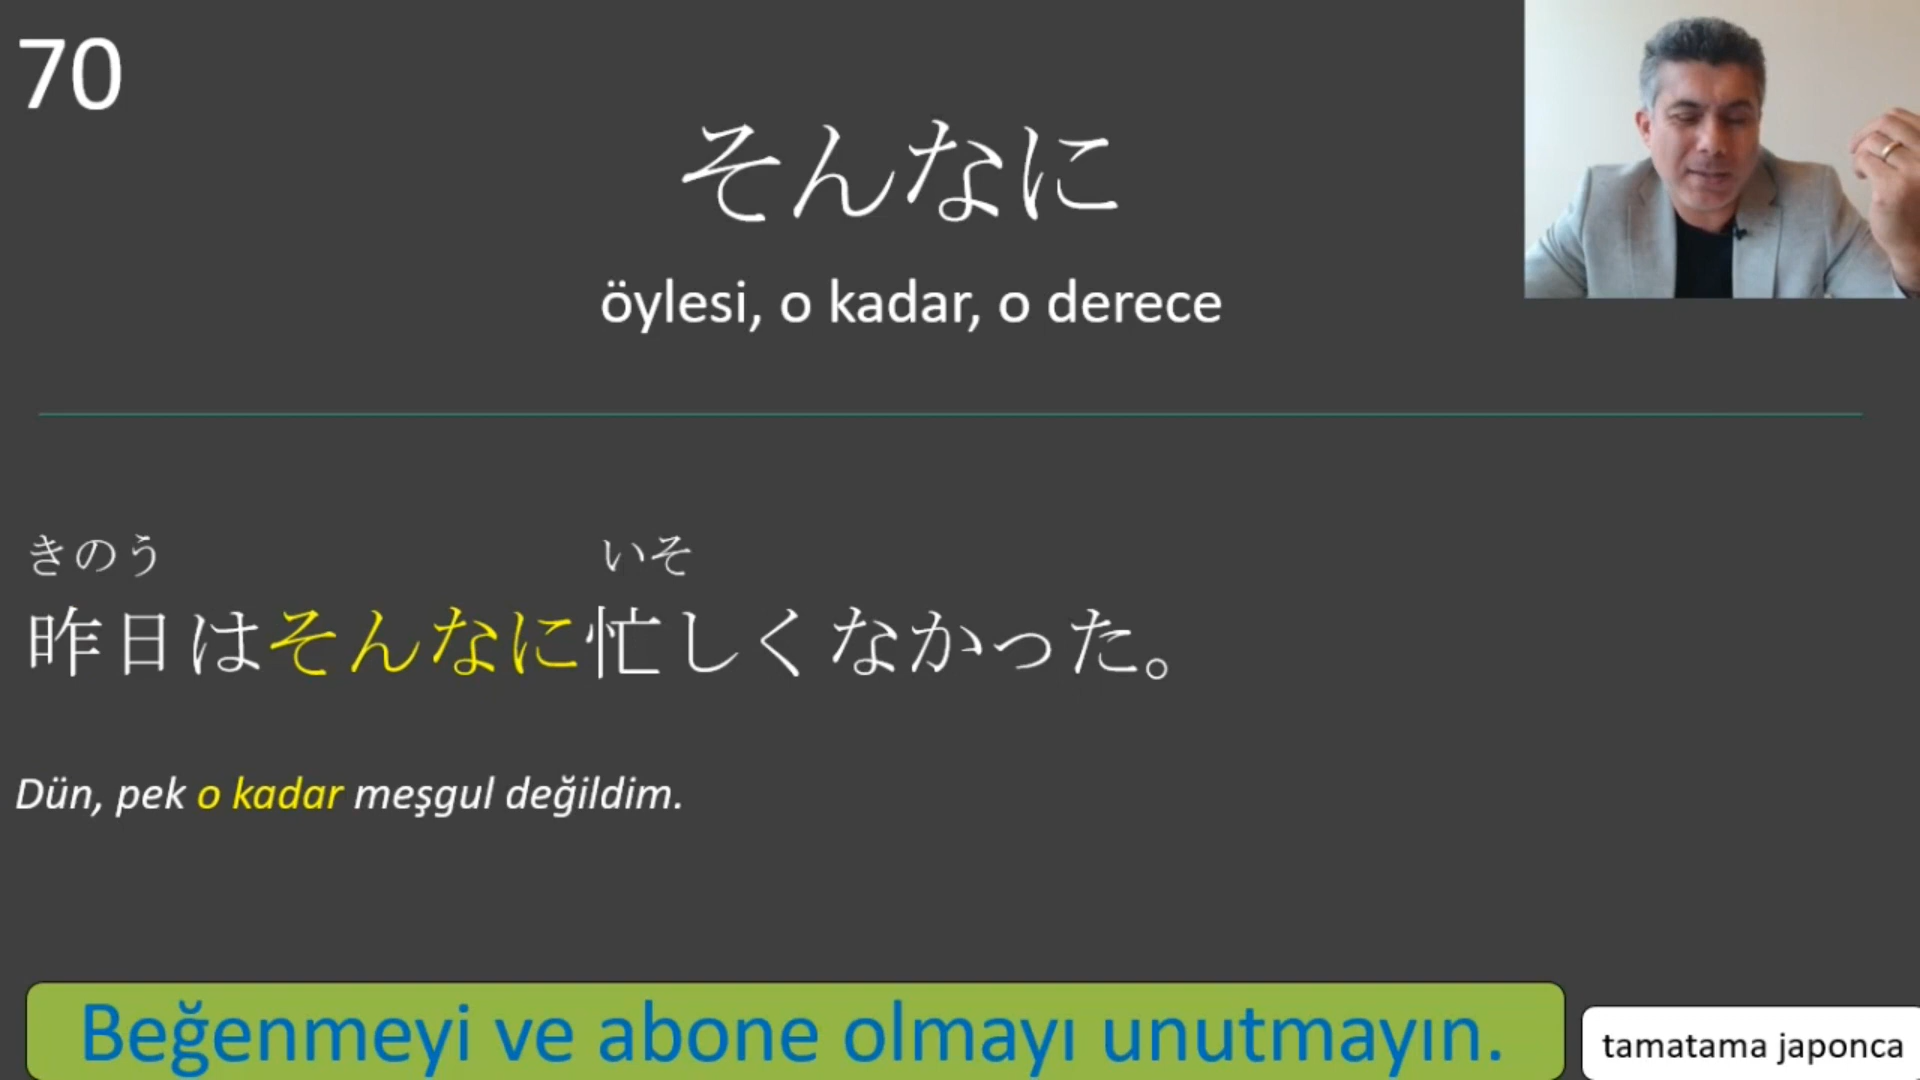 70
そんなに
öylesi, o kadar, o derece
きのう いそ
昨日はそんなに忙しくなかった。
Dün, pek o kadar meşgul değildim.
Beğenmeyi ve abone olmayı unutmayın.
tamatama japonca